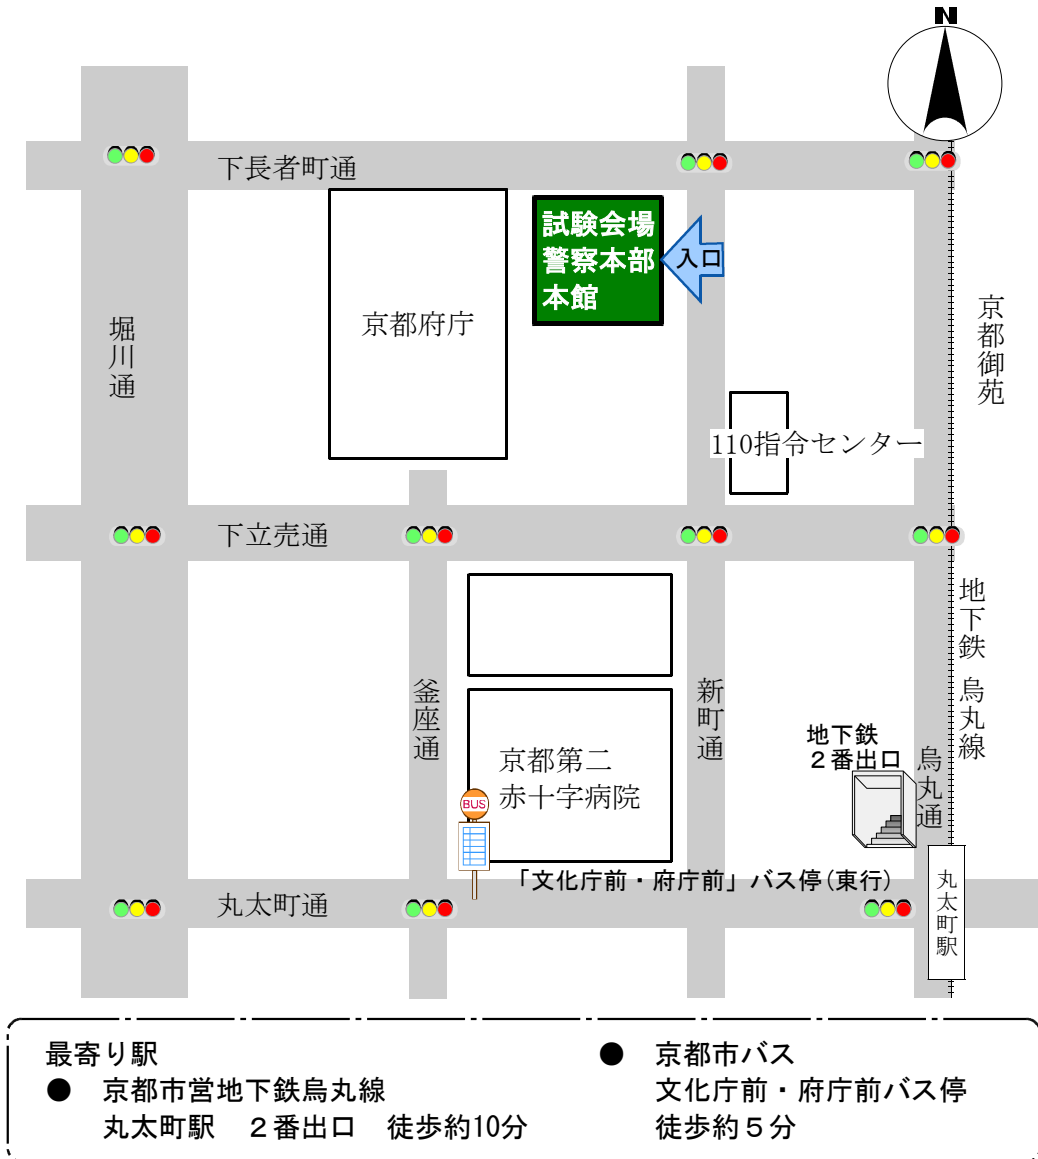 N
下長者町通
試験会場
警察本部
本館
入口
京都府庁
堀川通
京都御苑
110指令センター
下立売通
地下鉄 烏丸線
釜座通
新町通
地下鉄
２番出口
烏丸通
京都第二
赤十字病院
BUS
「文化庁前・府庁前」バス停(東行)
丸太町通
丸太町駅
最寄り駅
● 京都市営地下鉄烏丸線
丸太町駅 ２番出口 徒歩約10分
● 京都市バス
文化庁前・府庁前バス停
徒歩約５分